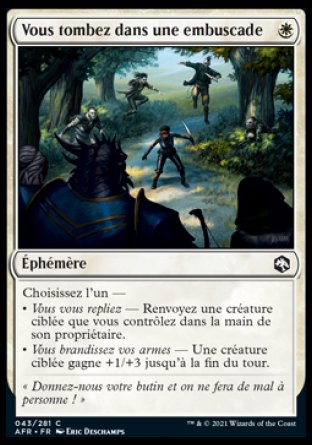 Vous tombez dans une embuscade
Éphémère
Choisissez l'un —
• Vous vous repliez — Renvoyez une créature
ciblée que vous contrôlez dans la main de
son propriétaire.
• Vous brandissez vos armes — Une créature
ciblée gagne +1/+3 jusqu'à la fin du tour.
« Donnez-nous votre butin et on ne fera de mal
à personne ! »
043/281 C
AFR • FR Eric Deschamps
™ & © 2021 Wizards of the Coast